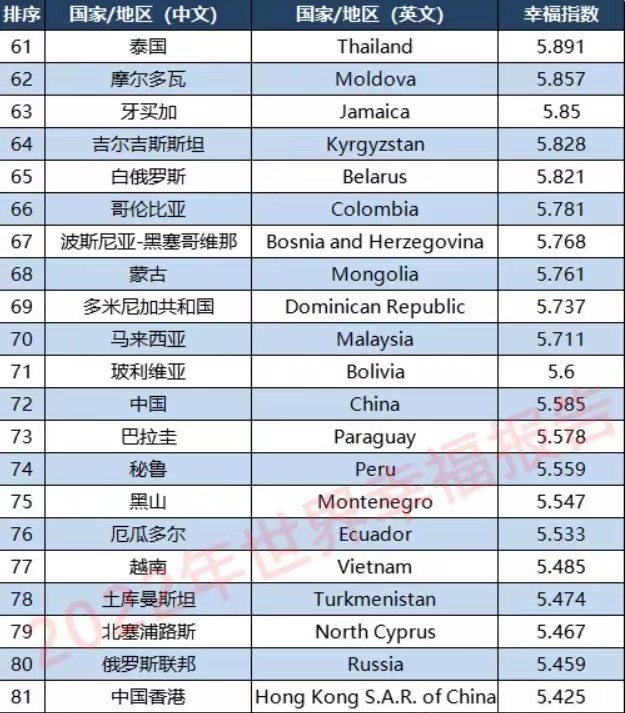 排序 国家/地区（中文） 国家/地区（英文） 幸福指数
61 泰国 Thailand 5.891
62 摩尔多瓦 Moldova 5.857
63 牙买加 Jamaica 5.85
64 吉尔吉斯斯坦 Kyrgyzstan 5.828
65 白俄罗斯 Belarus 5.821
66 哥伦比亚 Colombia 5.781
67 波斯尼亚-黑塞哥维那 Bosnia and Herzegovina 5.768
68 蒙古 Mongolia 5.761
69 多米尼加共和国 Dominican Republic 5.737
70 马来西亚 Malaysia 5.711
71 玻利维亚 Bolivia 5.6
72 中国 China 5.585
73 巴拉圭 Paraguay 5.578
74 秘鲁 Peru 5.559
75 黑山 Montenegro 5.547
76 厄瓜多尔 Ecuador 5.533
77 越南 Vietnam 5.485
78 土库曼斯坦 Turkmenistan 5.474
79 北塞浦路斯 North Cyprus 5.467
80 俄罗斯联邦 Russia 5.459
81 中国香港 Hong Kong S.A.R. of China 5.425
2022年世界幸福报告